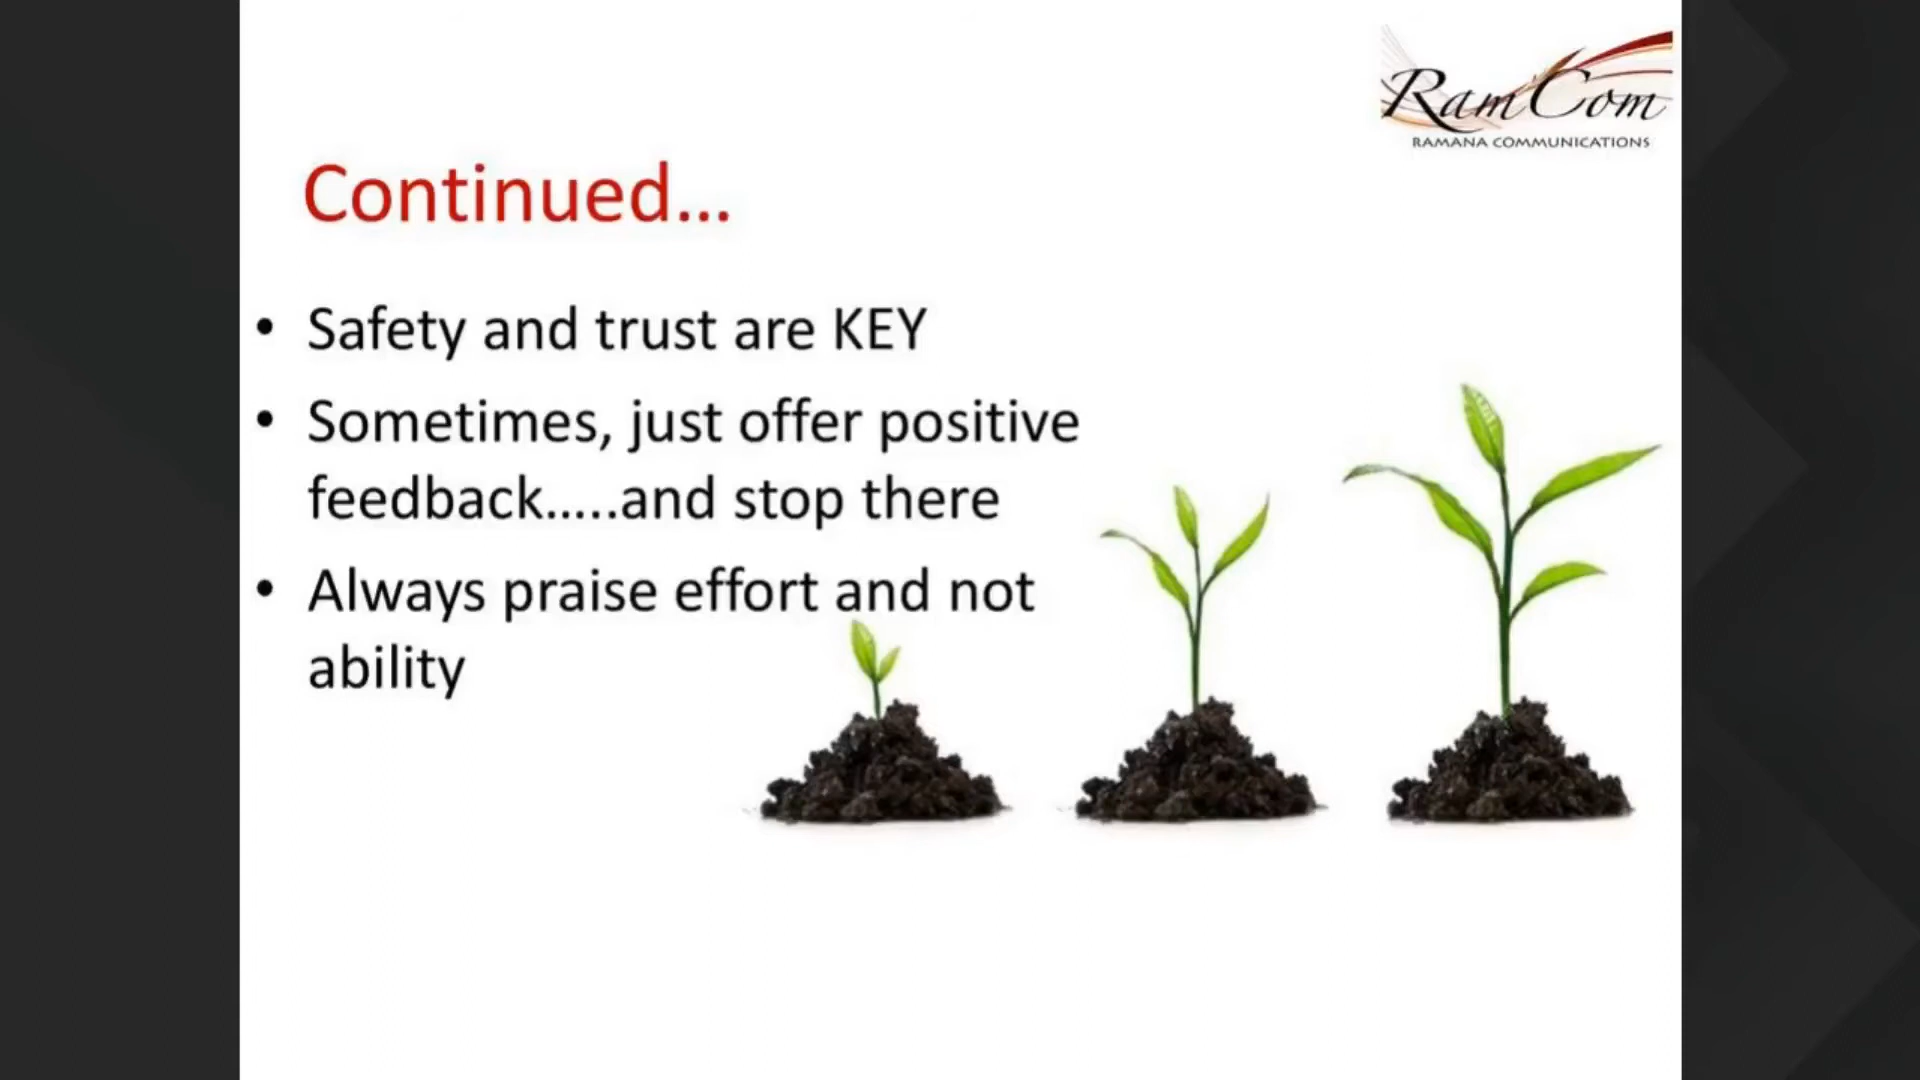 RamCom
RAMANA COMMUNICATIONS
Continued...
• Safety and trust are KEY
• Sometimes, just offer positive
feedback.....and stop there
• Always praise effort and not
ability